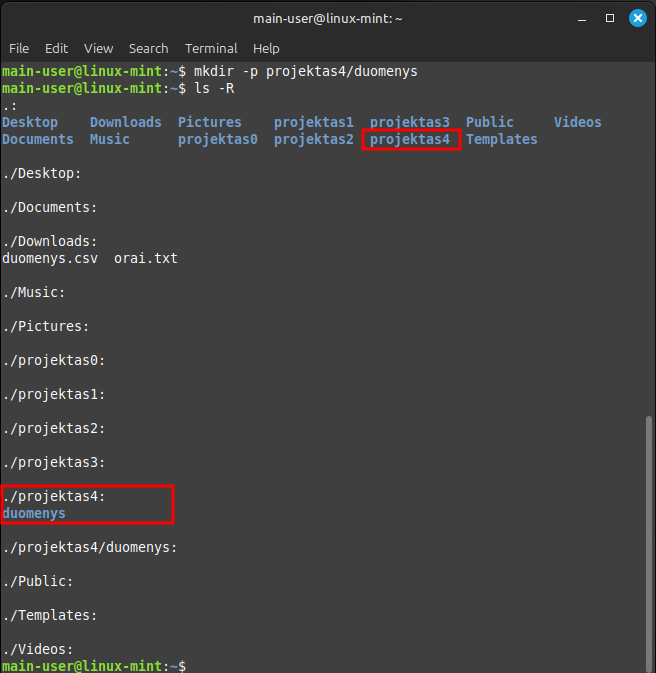 main-user@linux-mint: ~
File Edit View Search Terminal Help
main-user@linux-mint:~$ mkdir -p projektas4/duomenys
main-user@linux-mint:~$ ls -R
.:
Desktop    Downloads  Pictures    projektas1  projektas3  Public     Videos
Documents  Music      projektas0  projektas2  projektas4  Templates
./Desktop:
./Documents:
./Downloads:
duomenys.csv  orai.txt
./Music:
./Pictures:
./projektas0:
./projektas1:
./projektas2:
./projektas3:
./projektas4:
duomenys
./projektas4/duomenys:
./Public:
./Templates:
./Videos:
main-user@linux-mint:~$